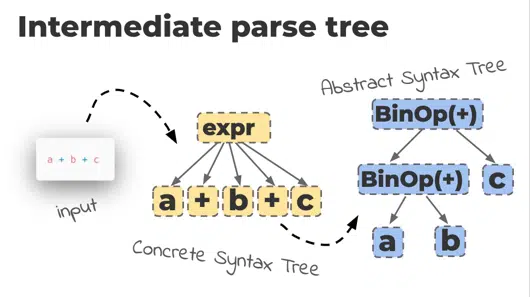 Intermediate parse tree
Abstract Syntax Tree
BinOp(+)
expr
a + b + c
BinOp(+)
c
a
+
b
+
c
input
a
b
Concrete Syntax Tree